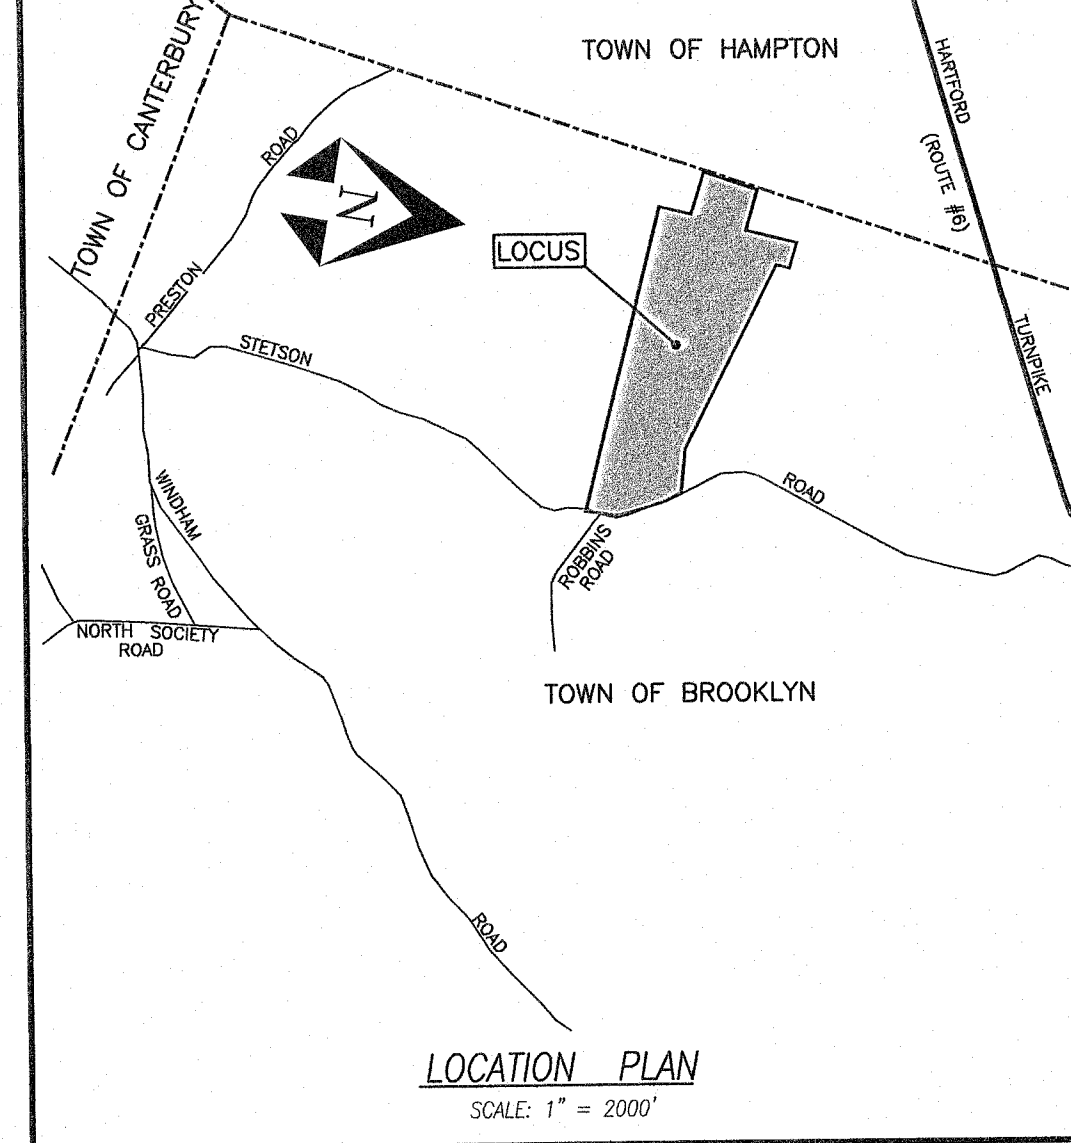 TOWN OF CANTERBURY
TOWN OF HAMPTON
HARTFORD
(ROUTE #6)
TURNPIKE
ROAD
PRESTON
N
LOCUS
STETSON
ROAD
WINDHAM
GRASS ROAD
ROBBINS
ROAD
NORTH SOCIETY
ROAD
TOWN OF BROOKLYN
ROAD
LOCATION PLAN
SCALE: 1" = 2000'